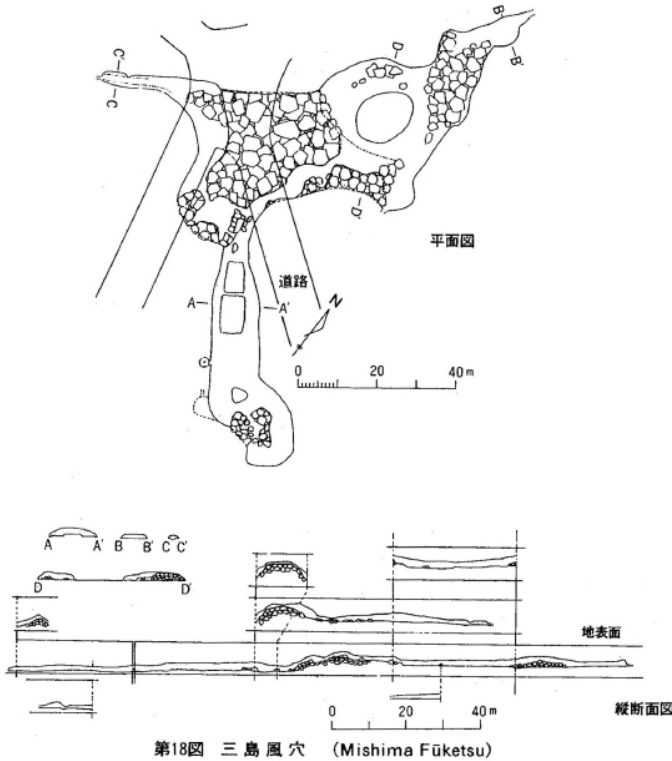 B
B'
D
C'
C
D'
平面図
道路
A
A'
N
0 20 40 m
A A' B B' C C'
D D'
地表面
0 20 40 m
縦断面図
第18図 三島風穴 (Mishima Fūketsu)